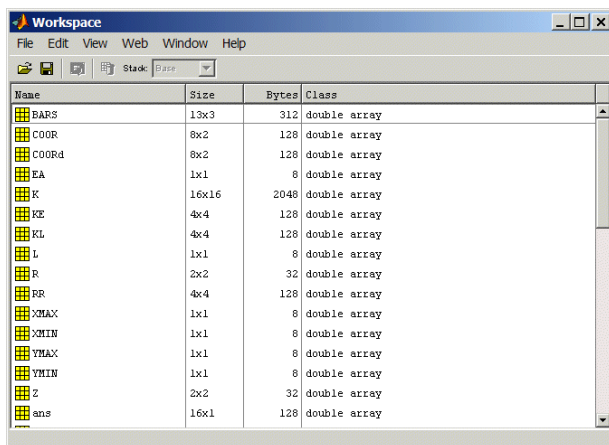 Workspace
File Edit View Web Window Help
Stack: Base
Name Size Bytes Class
BARS 13x3 312 double array
COOR 8x2 128 double array
COORd 8x2 128 double array
EA 1x1 8 double array
K 16x16 2048 double array
KE 4x4 128 double array
KL 4x4 128 double array
L 1x1 8 double array
R 2x2 32 double array
RR 4x4 128 double array
XMAX 1x1 8 double array
XMIN 1x1 8 double array
YMAX 1x1 8 double array
YMIN 1x1 8 double array
Z 2x2 32 double array
ans 16x1 128 double array